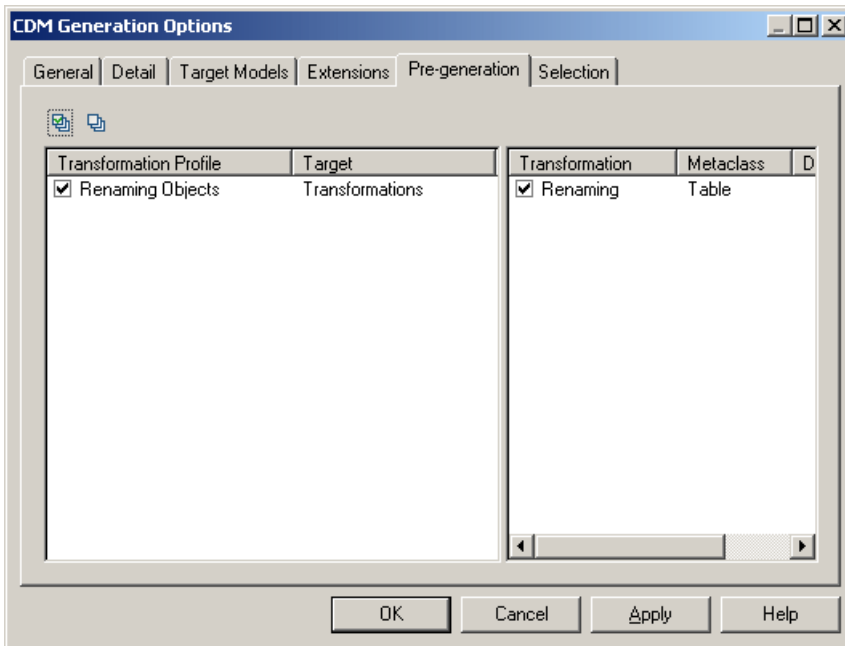 CDM Generation Options
General Detail Target Models Extensions Pre-generation Selection
Transformation Profile Target Transformation Metaclass D
Renaming Objects Transformations Renaming Table
OK Cancel Apply Help